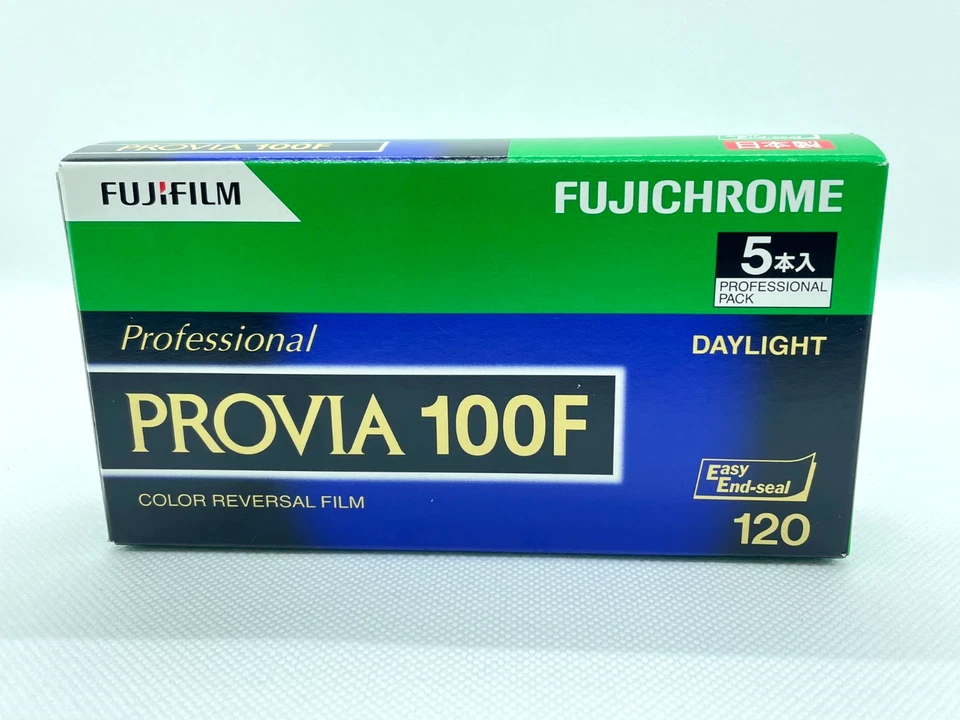 PROVIA 100F
日本製
FUJIFILM
FUJICHROME
5本入
PROFESSIONAL
PACK
Professional
DAYLIGHT
PROVIA 100F
Easy
End-seal
COLOR REVERSAL FILM
120